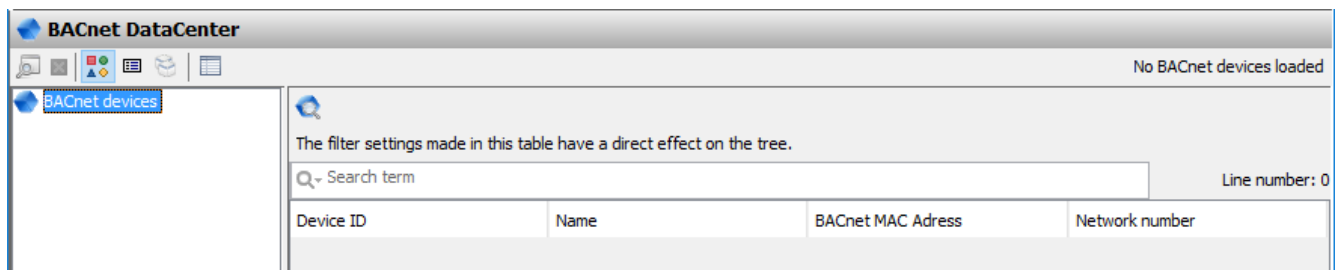 BACnet DataCenter
No BACnet devices loaded
BACnet devices
The filter settings made in this table have a direct effect on the tree.
Search term
Line number: 0
Device ID Name BACnet MAC Adress Network number